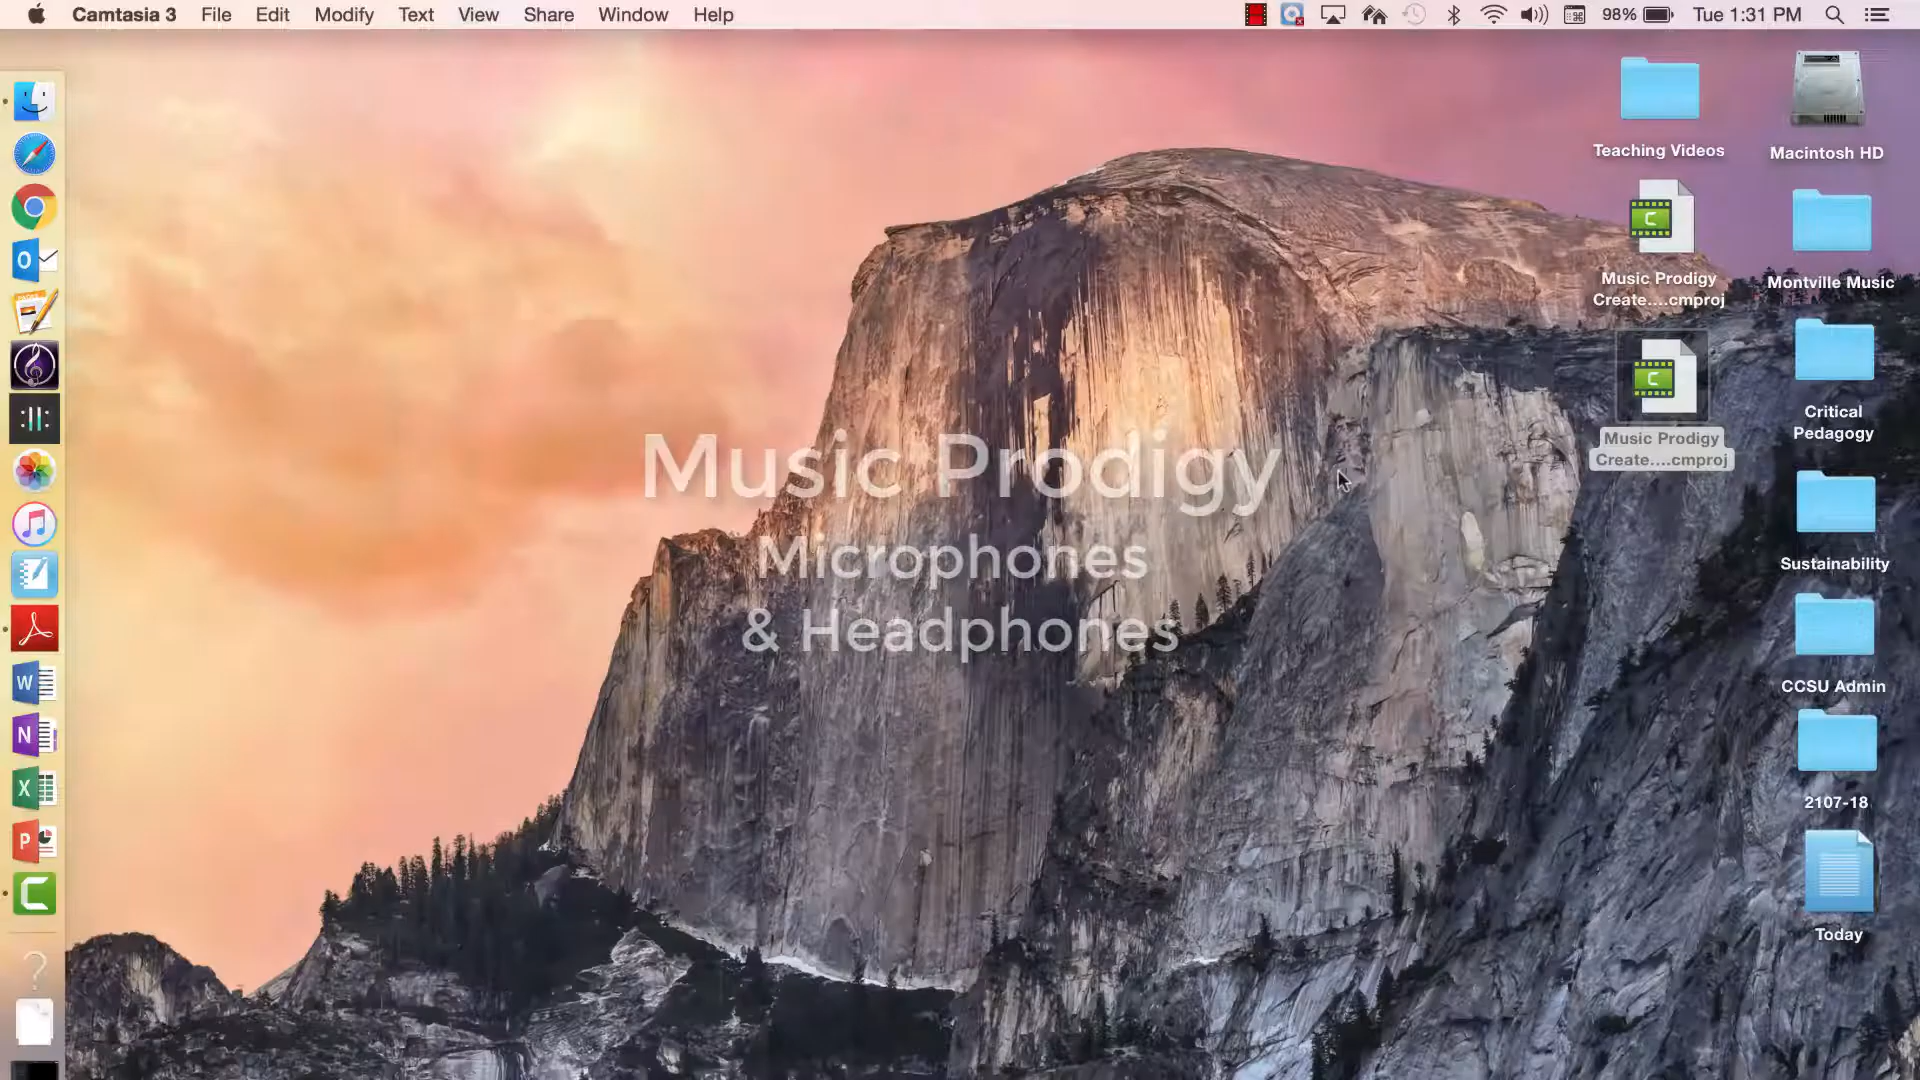 Camtasia 3 File Edit Modify Text View Share Window Help 98% Tue 1:31 PM
Teaching Videos
Macintosh HD
Music Prodigy
Create....cmproj
Montville Music
Music Prodigy
Create....cmproj
Critical
Pedagogy
Sustainability
CCSU Admin
2107-18
Today
Music Prodigy
Microphones
& Headphones